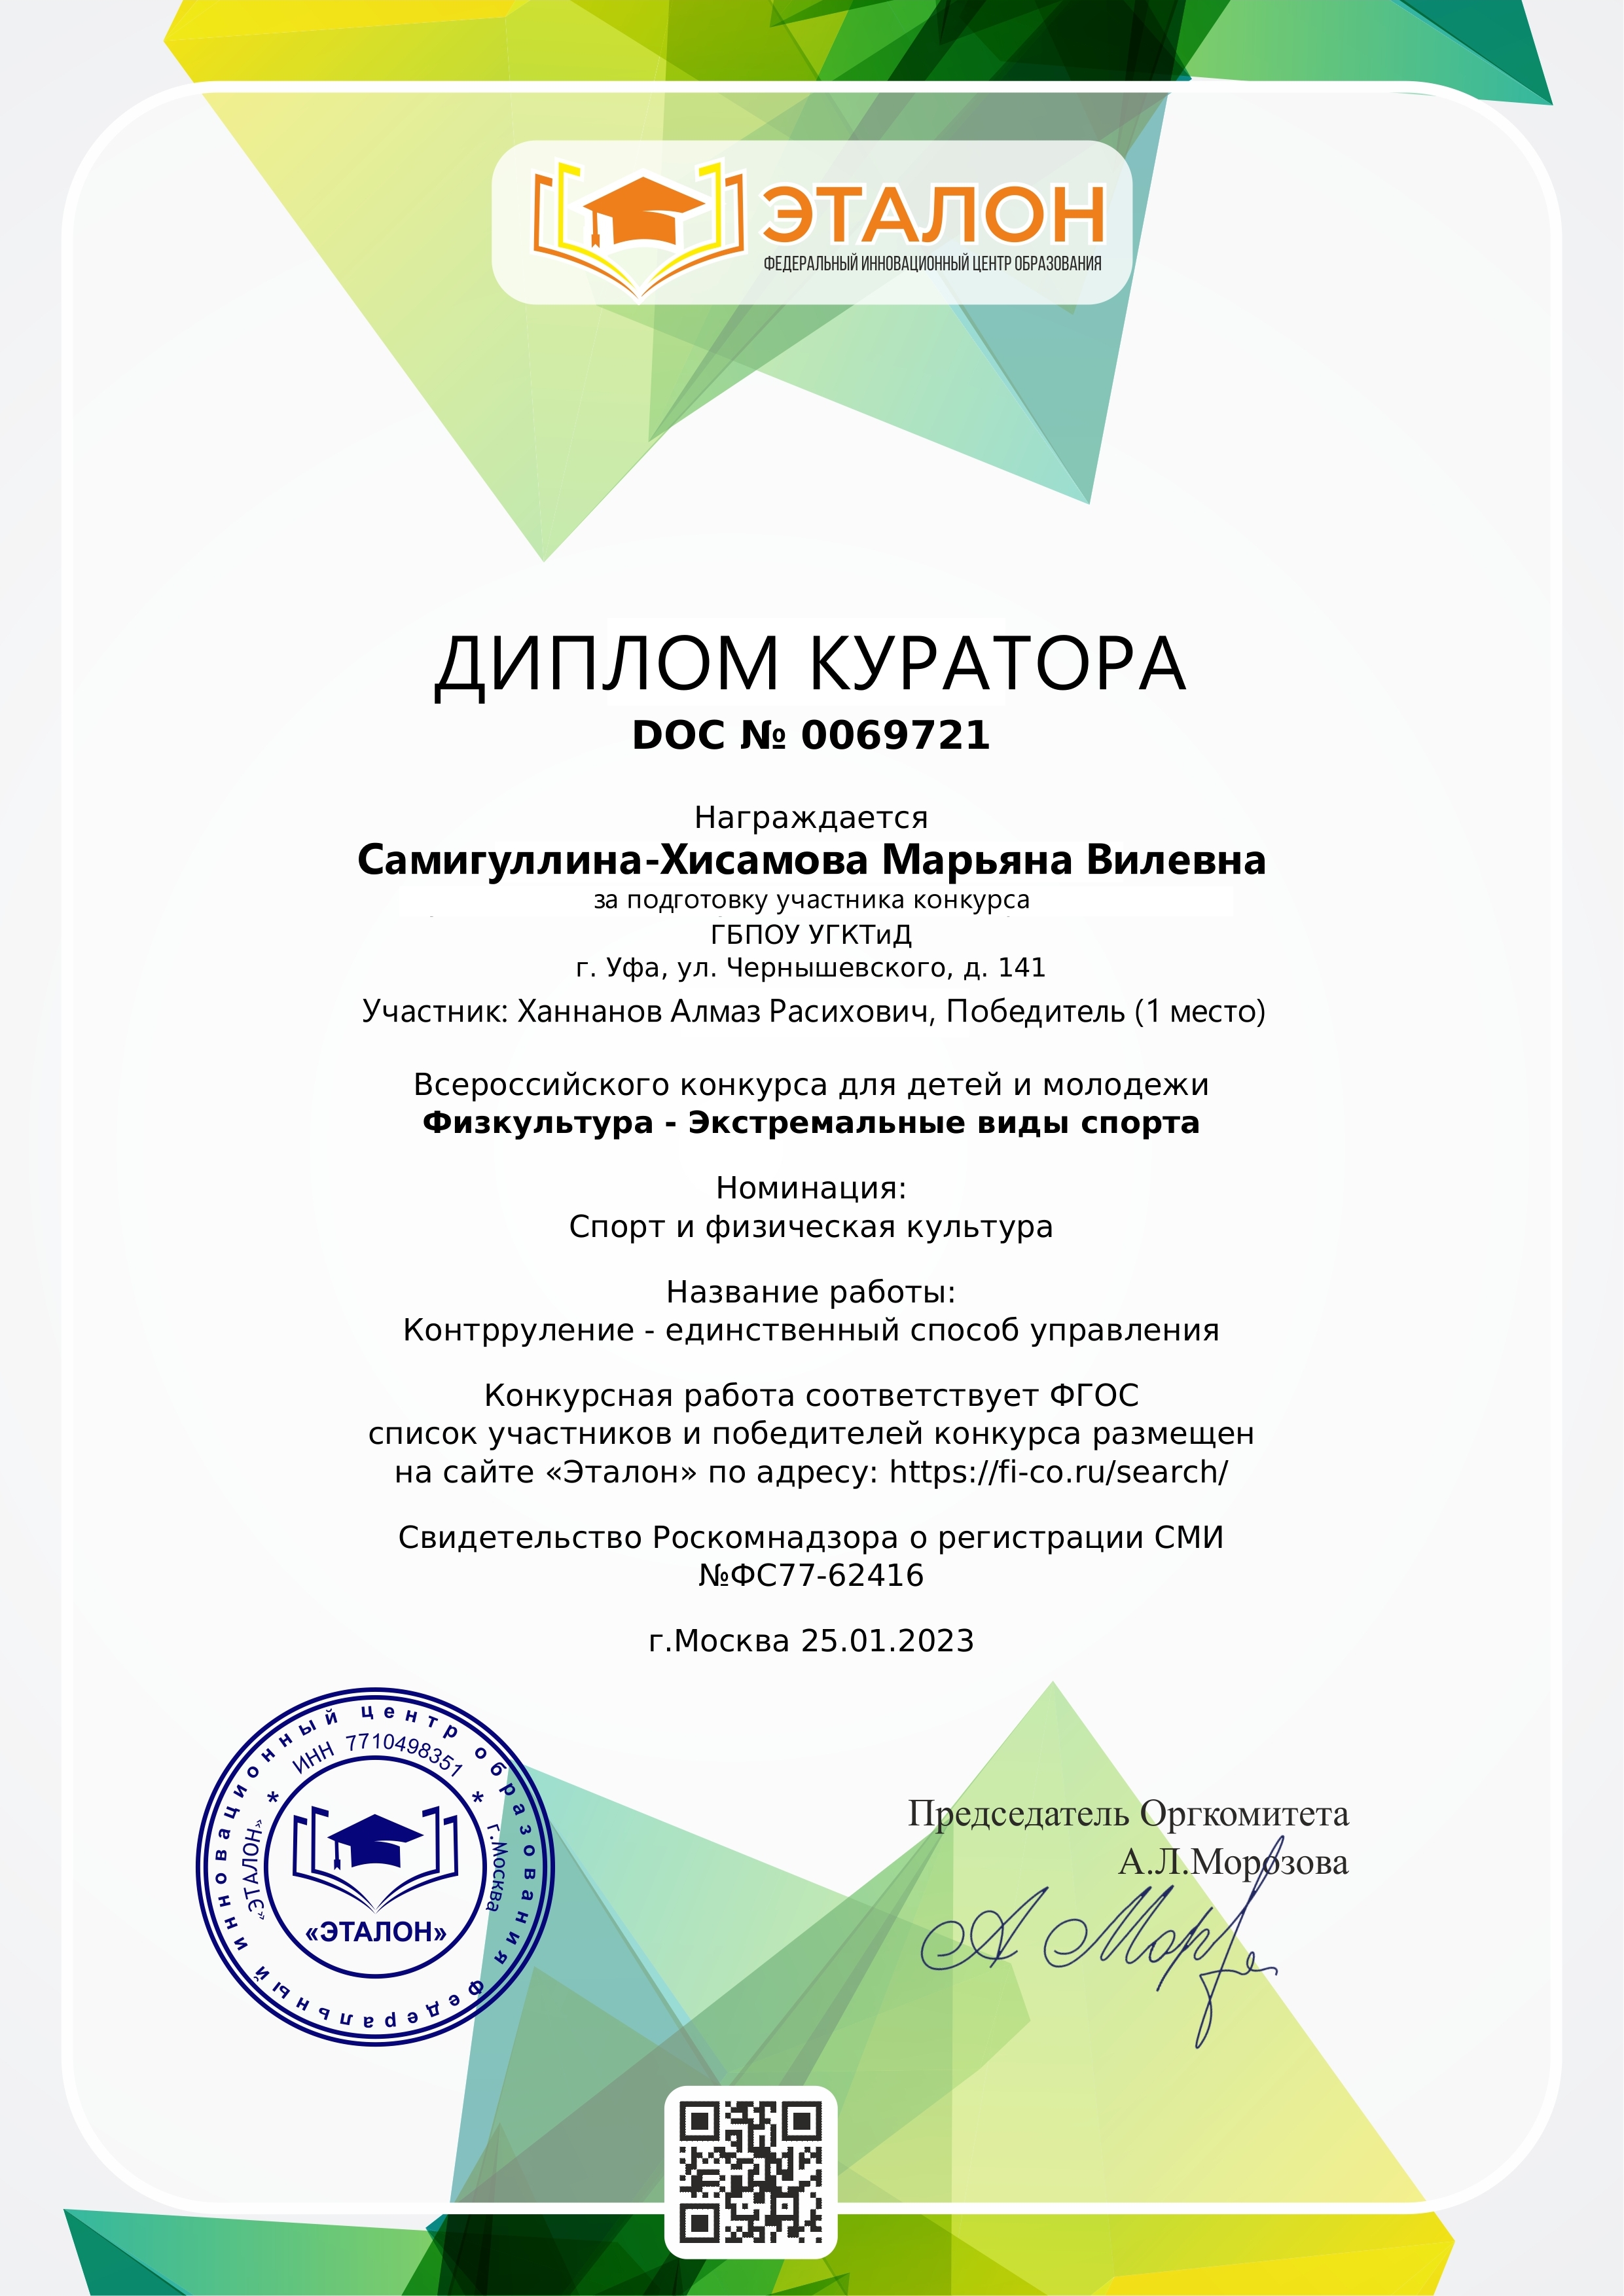 ЭТАЛОН
ФЕДЕРАЛЬНЫЙ ИННОВАЦИОННЫЙ ЦЕНТР ОБРАЗОВАНИЯ
ДИПЛОМ КУРАТОРА
DOC № 0069721
Награждается
Самигуллина-Хисамова Марьяна Вилевна
за подготовку участника конкурса
ГБПОУ УГКТиД
г. Уфа, ул. Чернышевского, д. 141
Участник: Ханнанов Алмаз Расихович, Победитель (1 место)
Всероссийского конкурса для детей и молодежи
Физкультура - Экстремальные виды спорта
Номинация:
Спорт и физическая культура
Название работы:
Контрруление - единственный способ управления
Конкурсная работа соответствует ФГОС
список участников и победителей конкурса размещен
на сайте «Эталон» по адресу: https://fi-co.ru/search/
Свидетельство Роскомнадзора о регистрации СМИ
№ФС77-62416
г.Москва 25.01.2023
Федеральный инновационный центр образования
«ЭТАЛОН» * ИНН 7710498351 * г.Москва
«ЭТАЛОН»
Председатель Оргкомитета
А.Л.Морозова